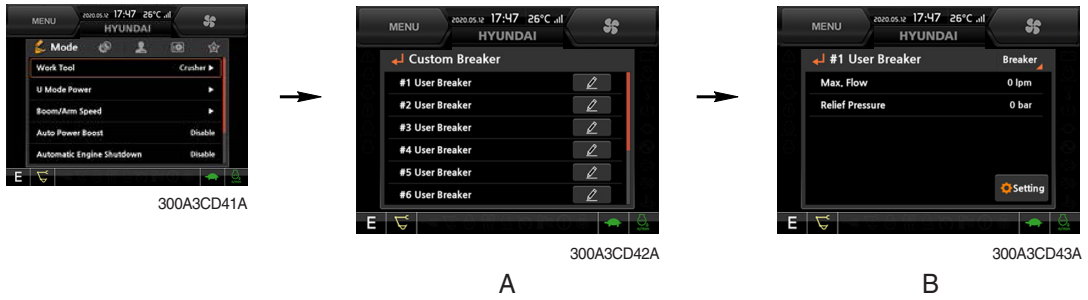 MENU
2020.05.12 17:47 26°C .ıl
HYUNDAI
Mode
Work Tool Crusher ▶
U Mode Power ▶
Boom/Arm Speed ▶
Auto Power Boost Disable
Automatic Engine Shutdown Disable
E
300A3CD41A
MENU
2020.05.12 17:47 26°C .ıl
HYUNDAI
Custom Breaker
#1 User Breaker
#2 User Breaker
#3 User Breaker
#4 User Breaker
#5 User Breaker
#6 User Breaker
E
300A3CD42A
A
MENU
2020.05.12 17:47 26°C .ıl
HYUNDAI
#1 User Breaker Breaker
Max. Flow 0 lpm
Relief Pressure 0 bar
Setting
E
300A3CD43A
B